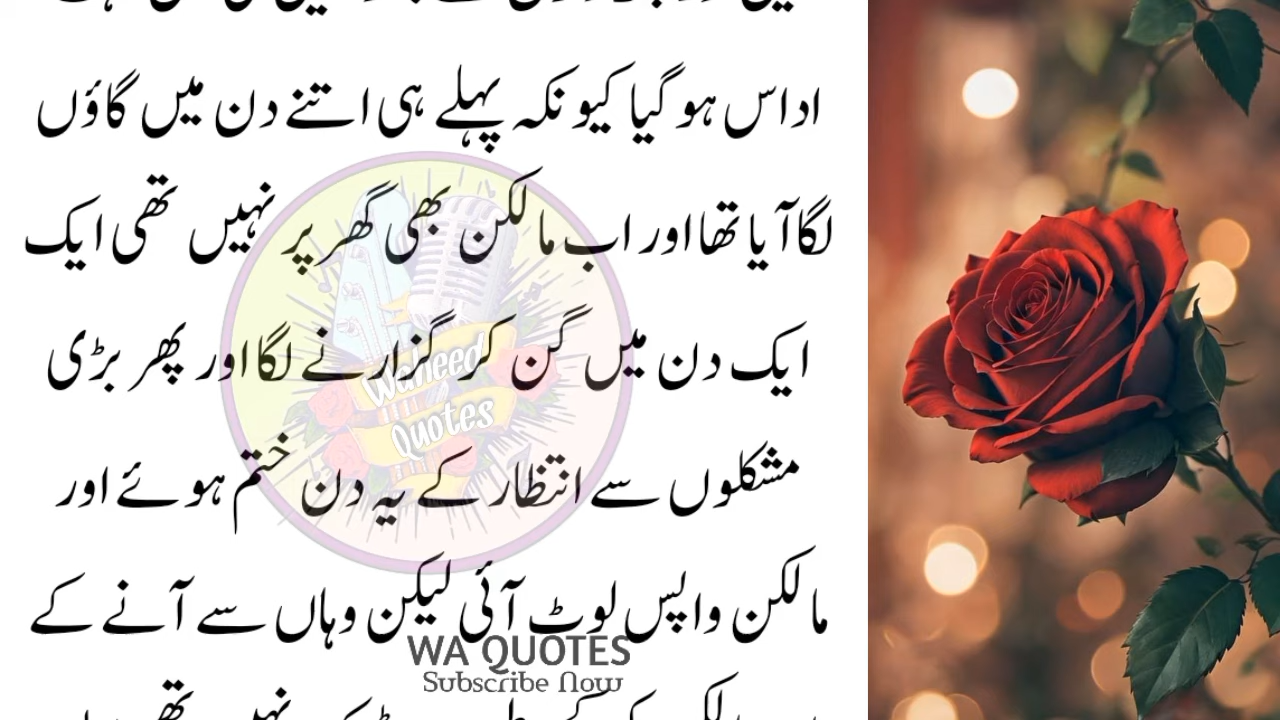 اداس ہو گیا کیونکہ پہلے ہی اتنے دن میں گاؤں
لگا آیا تھا اور اب مالکن بھی گھر پر نہیں تھی ایک
ایک دن میں گن کر گزارنے لگا اور پھر بڑی
مشکلوں سے انتظار کے یہ دن ختم ہوئے اور
مالکن واپس لوٹ آئی لیکن وہاں سے آنے کے
Waheed
Quotes
WA QUOTES
Subscribe Now